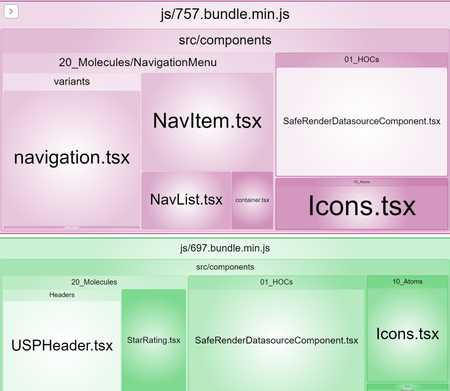 js/757.bundle.min.js
src/components
20_Molecules/NavigationMenu
01_HOCs
variants
NavItem.tsx
SafeRenderDatasourceComponent.tsx
navigation.tsx
10_Atoms
NavList.tsx
container.tsx
Icons.tsx
js/697.bundle.min.js
src/components
20_Molecules
01_HOCs
10_Atoms
Headers
USPHeader.tsx
StarRating.tsx
SafeRenderDatasourceComponent.tsx
Icons.tsx